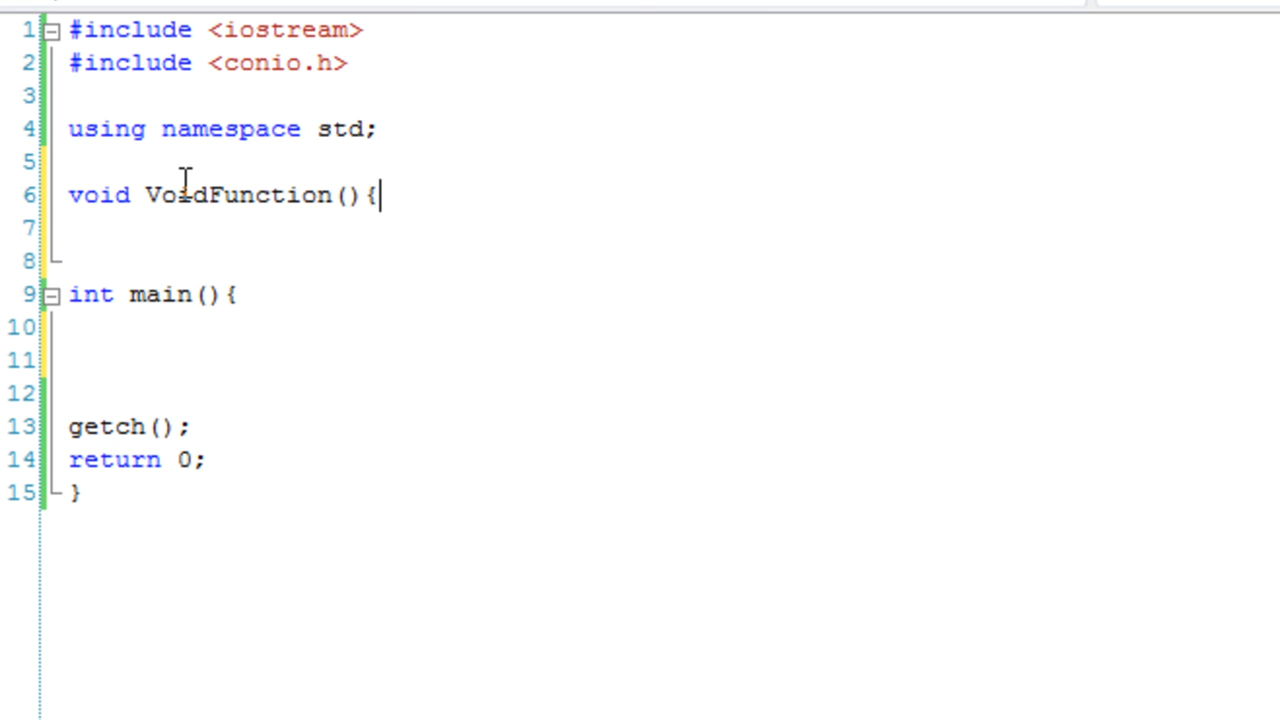 1 #include <iostream>
2 #include <conio.h>
3
4 using namespace std;
5
6 void VoidFunction(){
7
8
9 int main(){
10
11
12
13 getch();
14 return 0;
15 }